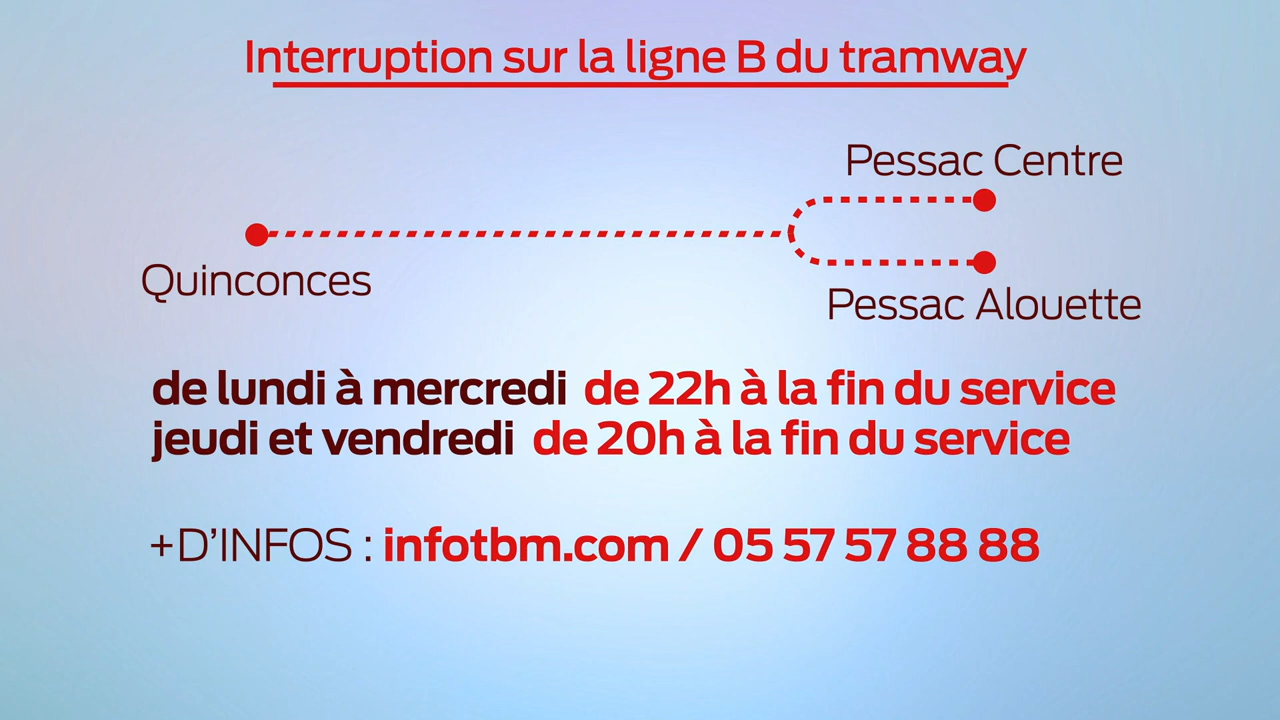 Interruption sur la ligne B du tramway
Pessac Centre
Quinconces
Pessac Alouette
de lundi à mercredi de 22h à la fin du service
jeudi et vendredi de 20h à la fin du service
+D’INFOS : infotbm.com / 05 57 57 88 88